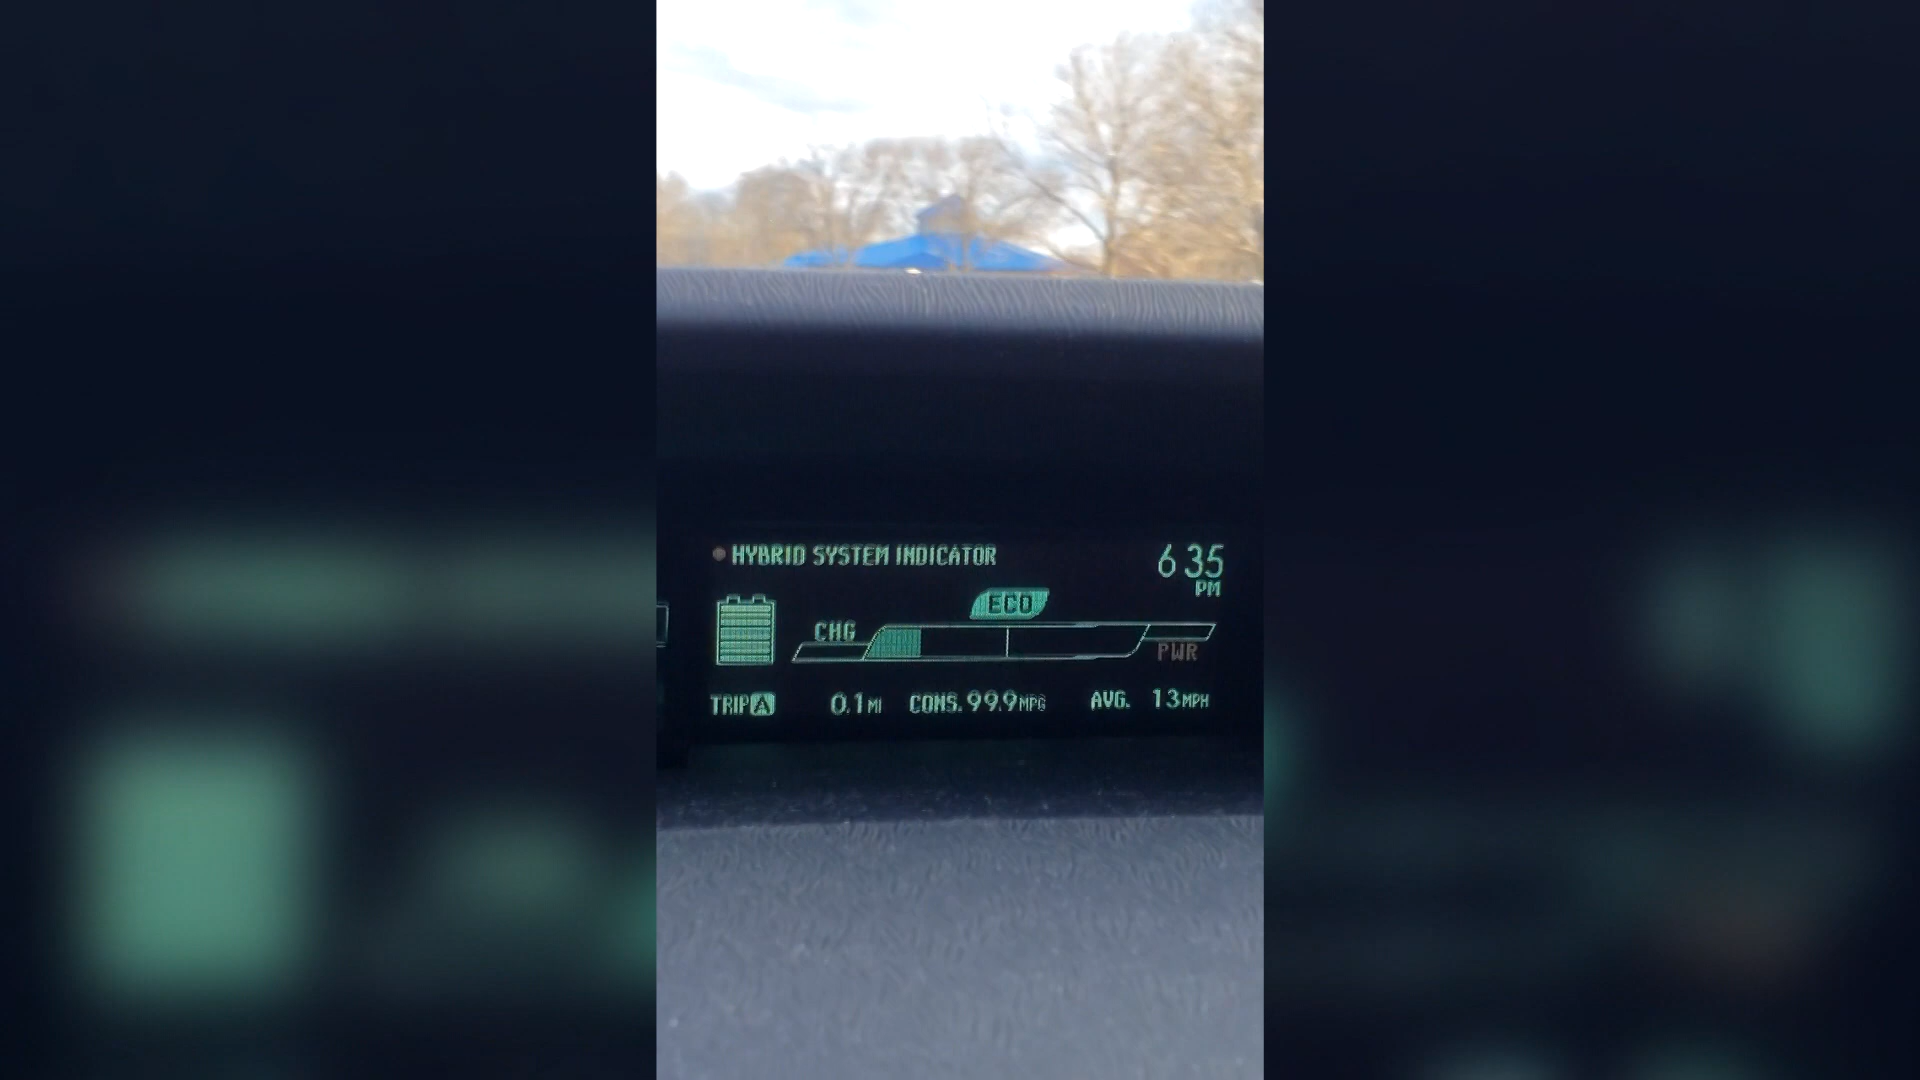 HYBRID SYSTEM INDICATOR
6 35
PM
ECO
CHG
PWR
TRIP A 0.1 MI CONS. 99.9 MPG AVG. 13 MPH